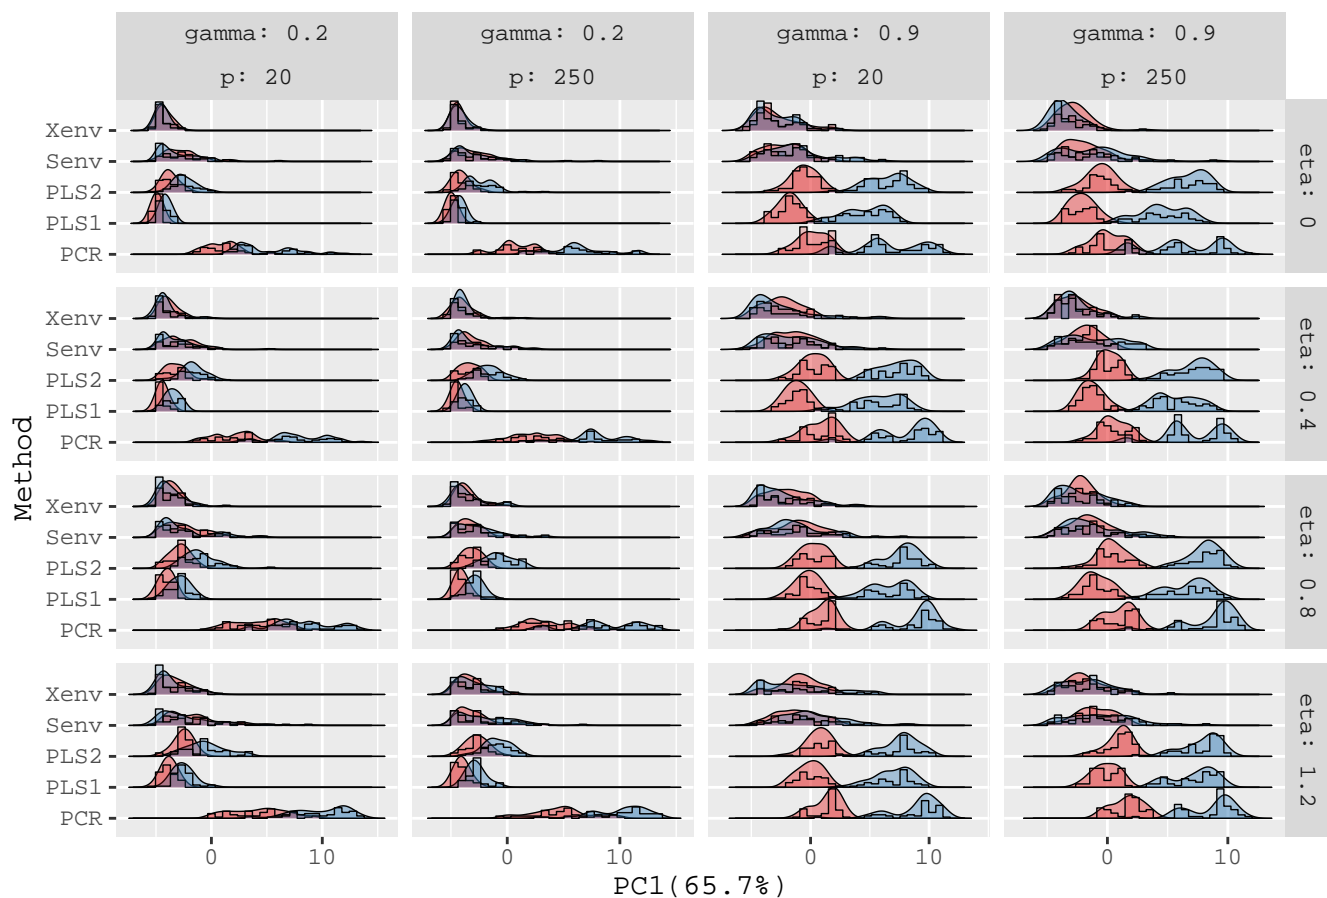 gamma: 0.2 gamma: 0.2 gamma: 0.9 gamma: 0.9
p: 20 p: 250 p: 20 p: 250
Xenv
Senv
PLS2
PLS1
PCR
eta: 0
Xenv
Senv
PLS2
PLS1
PCR
eta: 0.4
Method
Xenv
Senv
PLS2
PLS1
PCR
eta: 0.8
Xenv
Senv
PLS2
PLS1
PCR
eta: 1.2
0 10 0 10 0 10 0 10
PC1(65.7%)